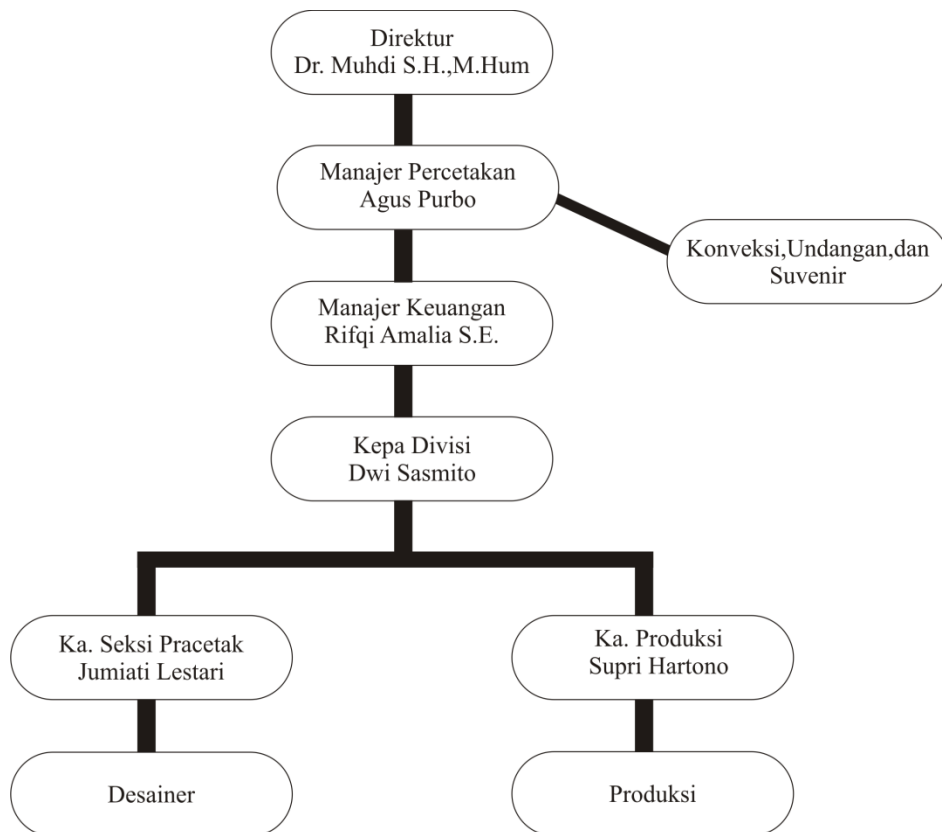 Direktur
Dr. Muhdi S.H.,M.Hum
Manajer Percetakan
Agus Purbo
Konveksi,Undangan,dan
Suvenir
Manajer Keuangan
Rifqi Amalia S.E.
Kepa Divisi
Dwi Sasmito
Ka. Seksi Pracetak
Jumiati Lestari
Ka. Produksi
Supri Hartono
Desainer
Produksi